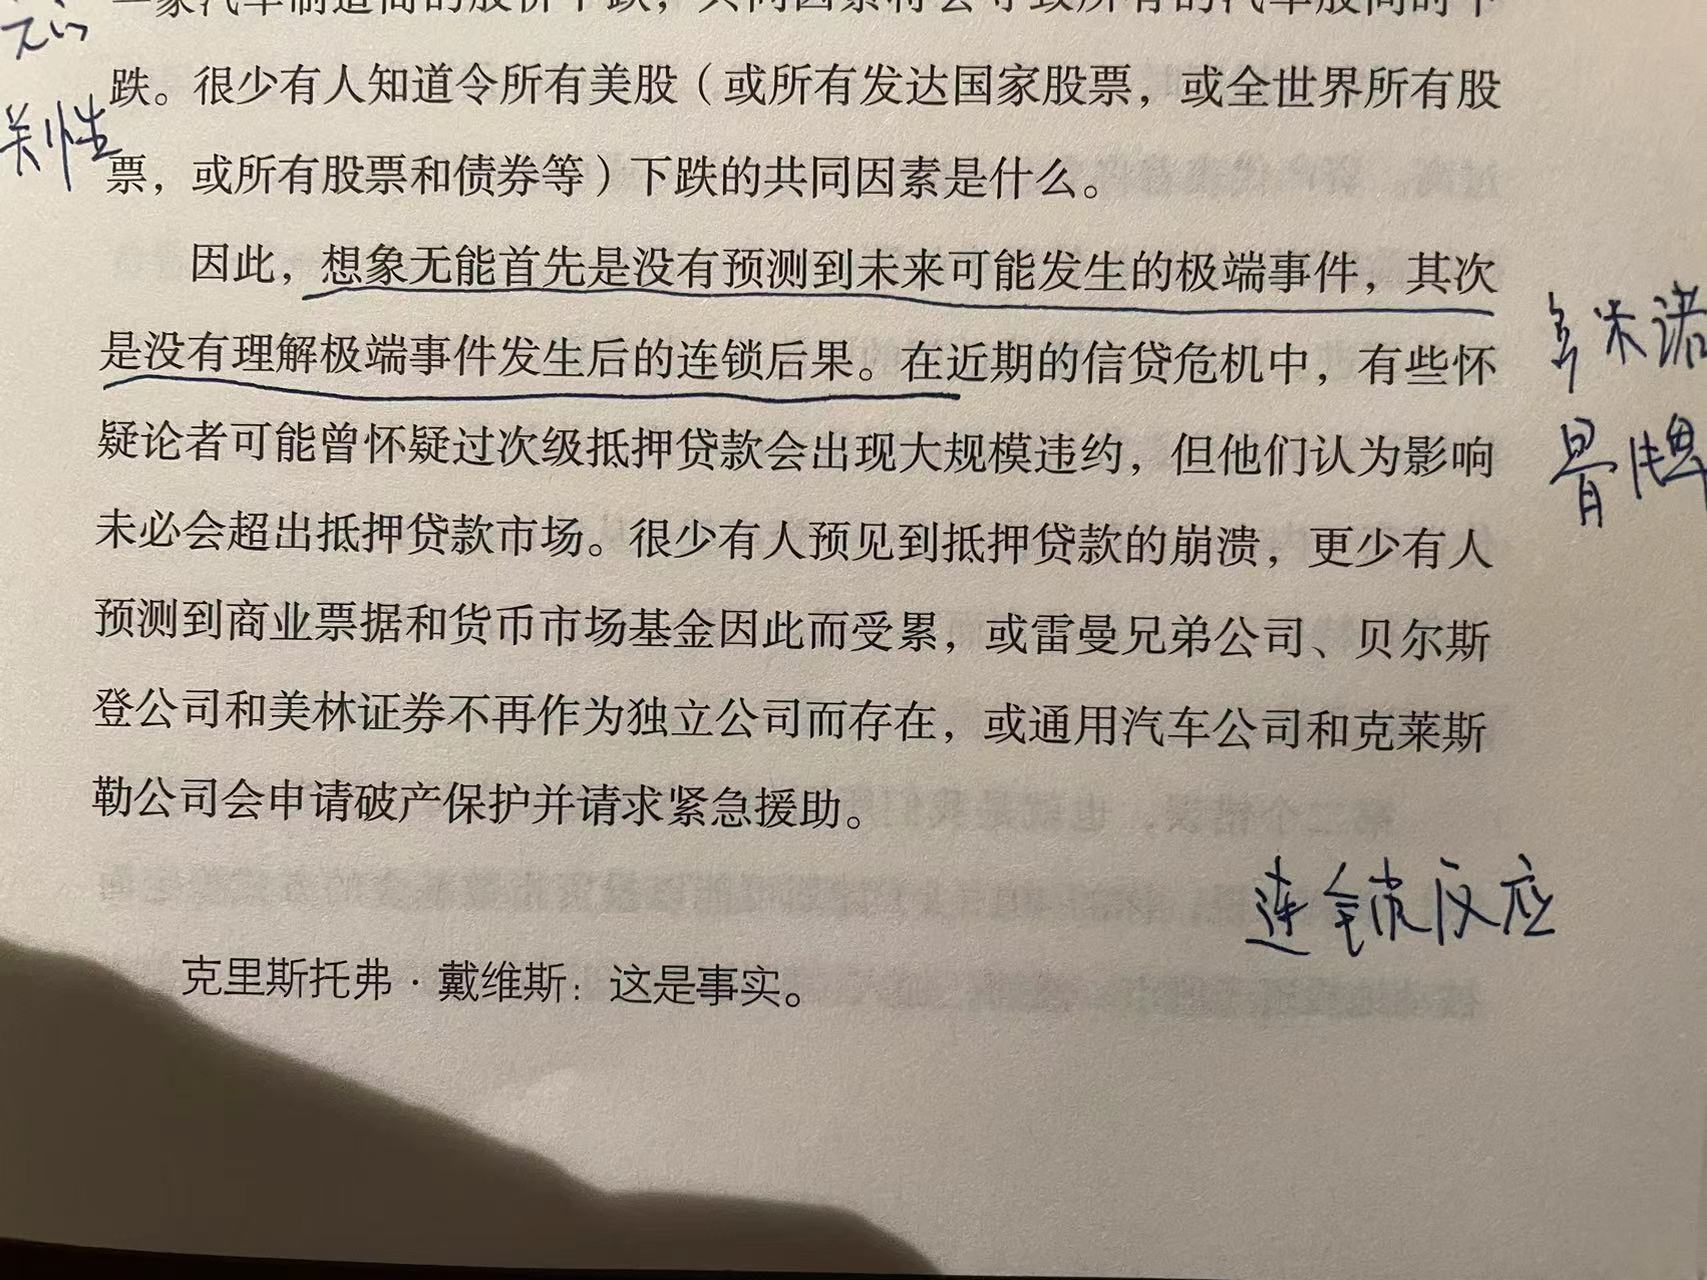 一家汽车制造商的股价下跌，共同因素将会导致所有的汽车股同时下
跌。很少有人知道令所有美股（或所有发达国家股票，或全世界所有股
关性
票，或所有股票和债券等）下跌的共同因素是什么。
因此，想象无能首先是没有预测到未来可能发生的极端事件，其次
是没有理解极端事件发生后的连锁后果。在近期的信贷危机中，有些怀
多米诺
疑论者可能曾怀疑过次级抵押贷款会出现大规模违约，但他们认为影响
骨牌
未必会超出抵押贷款市场。很少有人预见到抵押贷款的崩溃，更少有人
预测到商业票据和货币市场基金因此而受累，或雷曼兄弟公司、贝尔斯
登公司和美林证券不再作为独立公司而存在，或通用汽车公司和克莱斯
勒公司会申请破产保护并请求紧急援助。
连锁反应
克里斯托弗·戴维斯：这是事实。